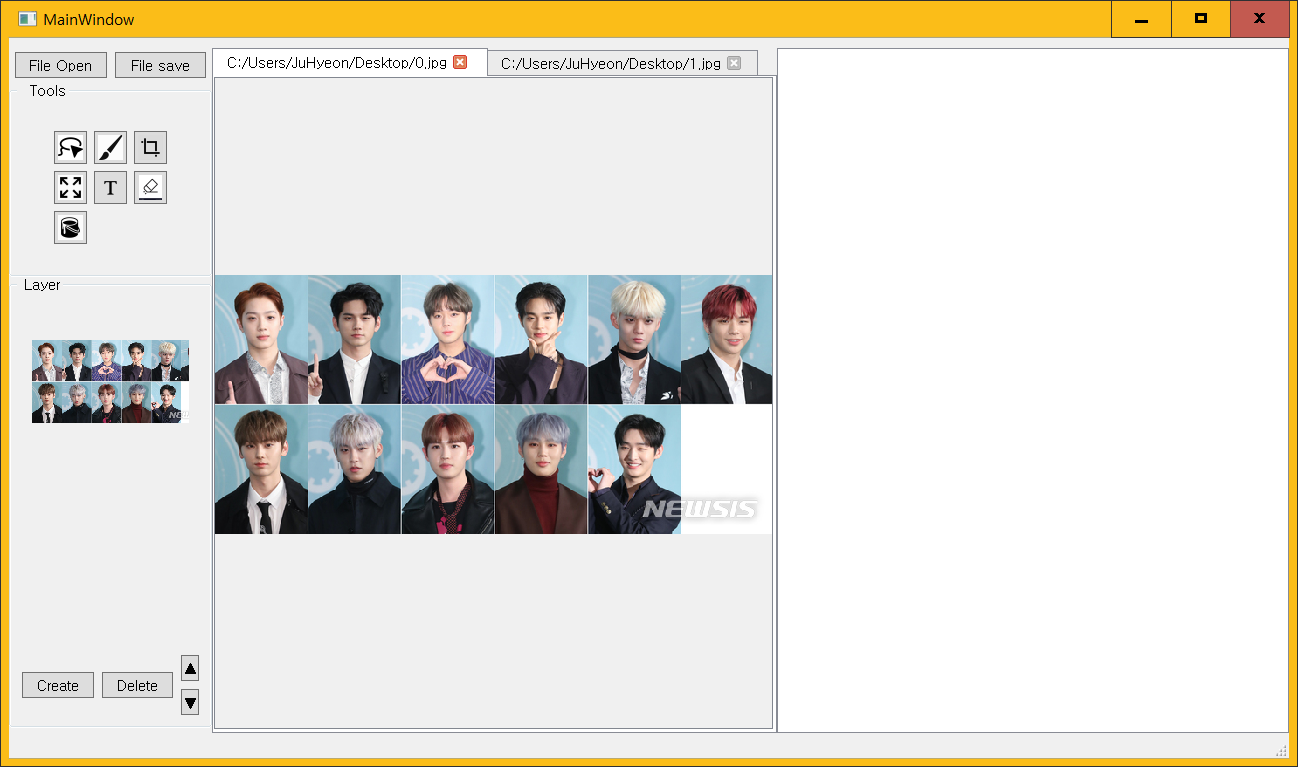 MainWindow
File Open
File save
C:/Users/JuHyeon/Desktop/0.jpg
C:/Users/JuHyeon/Desktop/1.jpg
Tools
T
Layer
NEWSIS
Create
Delete